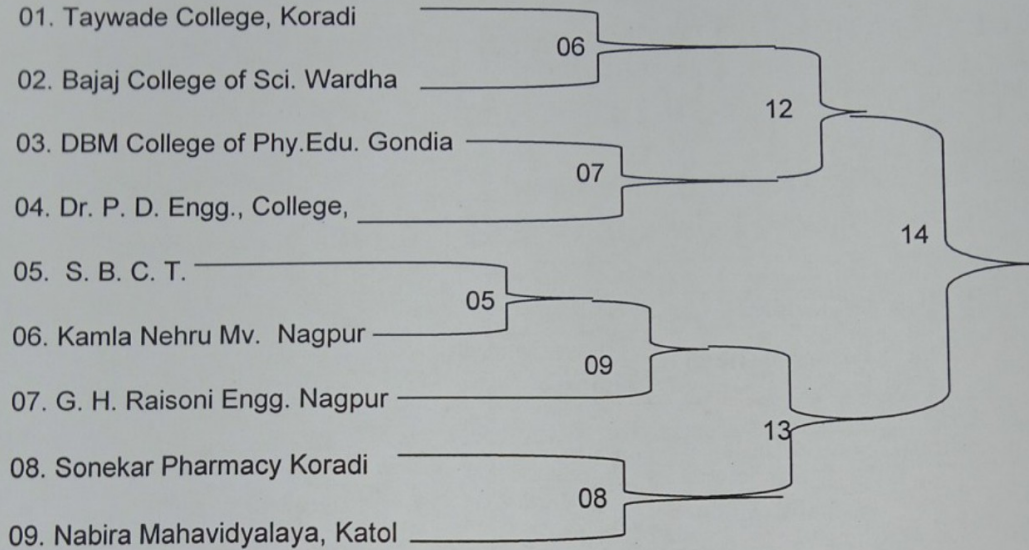 01. Taywade College, Koradi
06
02. Bajaj College of Sci. Wardha
12
03. DBM College of Phy.Edu. Gondia
07
04. Dr. P. D. Engg., College,
14
05. S. B. C. T.
05
06. Kamla Nehru Mv. Nagpur
09
07. G. H. Raisoni Engg. Nagpur
13
08. Sonekar Pharmacy Koradi
08
09. Nabira Mahavidyalaya, Katol